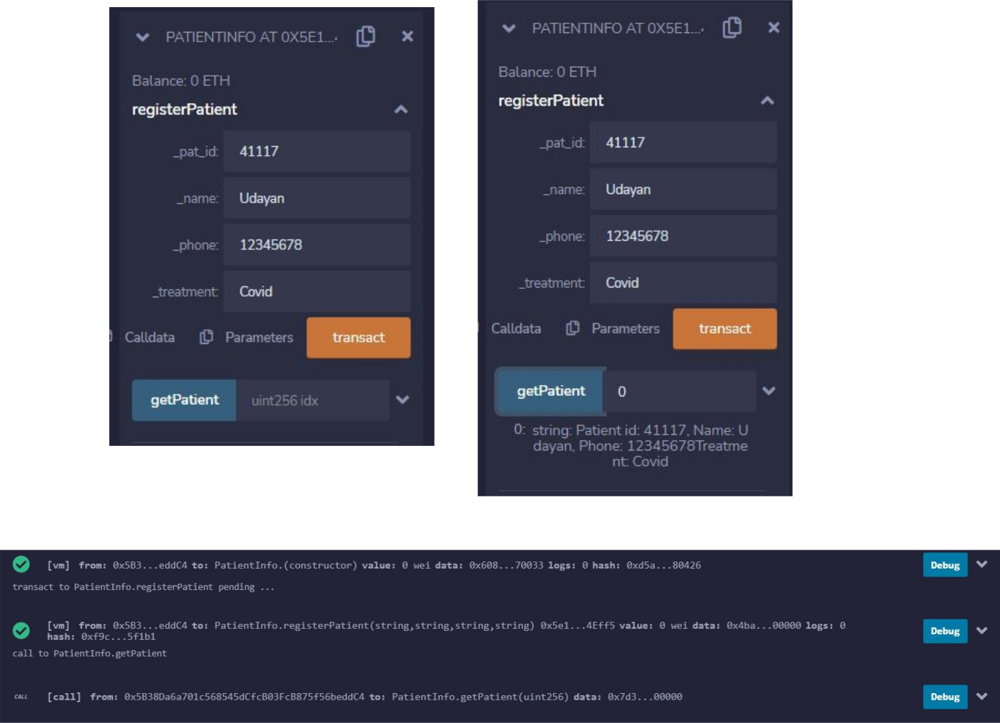 PATIENTINFO AT 0X5E1...
Balance: 0 ETH
registerPatient
_pat_id: 41117
_name: Udayan
_phone: 12345678
_treatment: Covid
Calldata Parameters transact
getPatient uint256 idx
PATIENTINFO AT 0X5E1...
Balance: 0 ETH
registerPatient
_pat_id: 41117
_name: Udayan
_phone: 12345678
_treatment: Covid
Calldata Parameters transact
getPatient 0
0: string: Patient id: 41117, Name: U
dayan, Phone: 12345678Treatme
nt: Covid
[vm] from: 0x5B3...eddC4 to: PatientInfo.(constructor) value: 0 wei data: 0x608...70033 logs: 0 hash: 0xd5a...80426 Debug
transact to PatientInfo.registerPatient pending ...
[vm] from: 0x5B3...eddC4 to: PatientInfo.registerPatient(string,string,string,string) 0x5e1...4Eff5 value: 0 wei data: 0x4ba...00000 logs: 0
hash: 0xf9c...5f1b1 Debug
call to PatientInfo.getPatient
CALL [call] from: 0x5B38Da6a701c568545dCfcB03FcB875f56beddC4 to: PatientInfo.getPatient(uint256) data: 0x7d3...00000 Debug